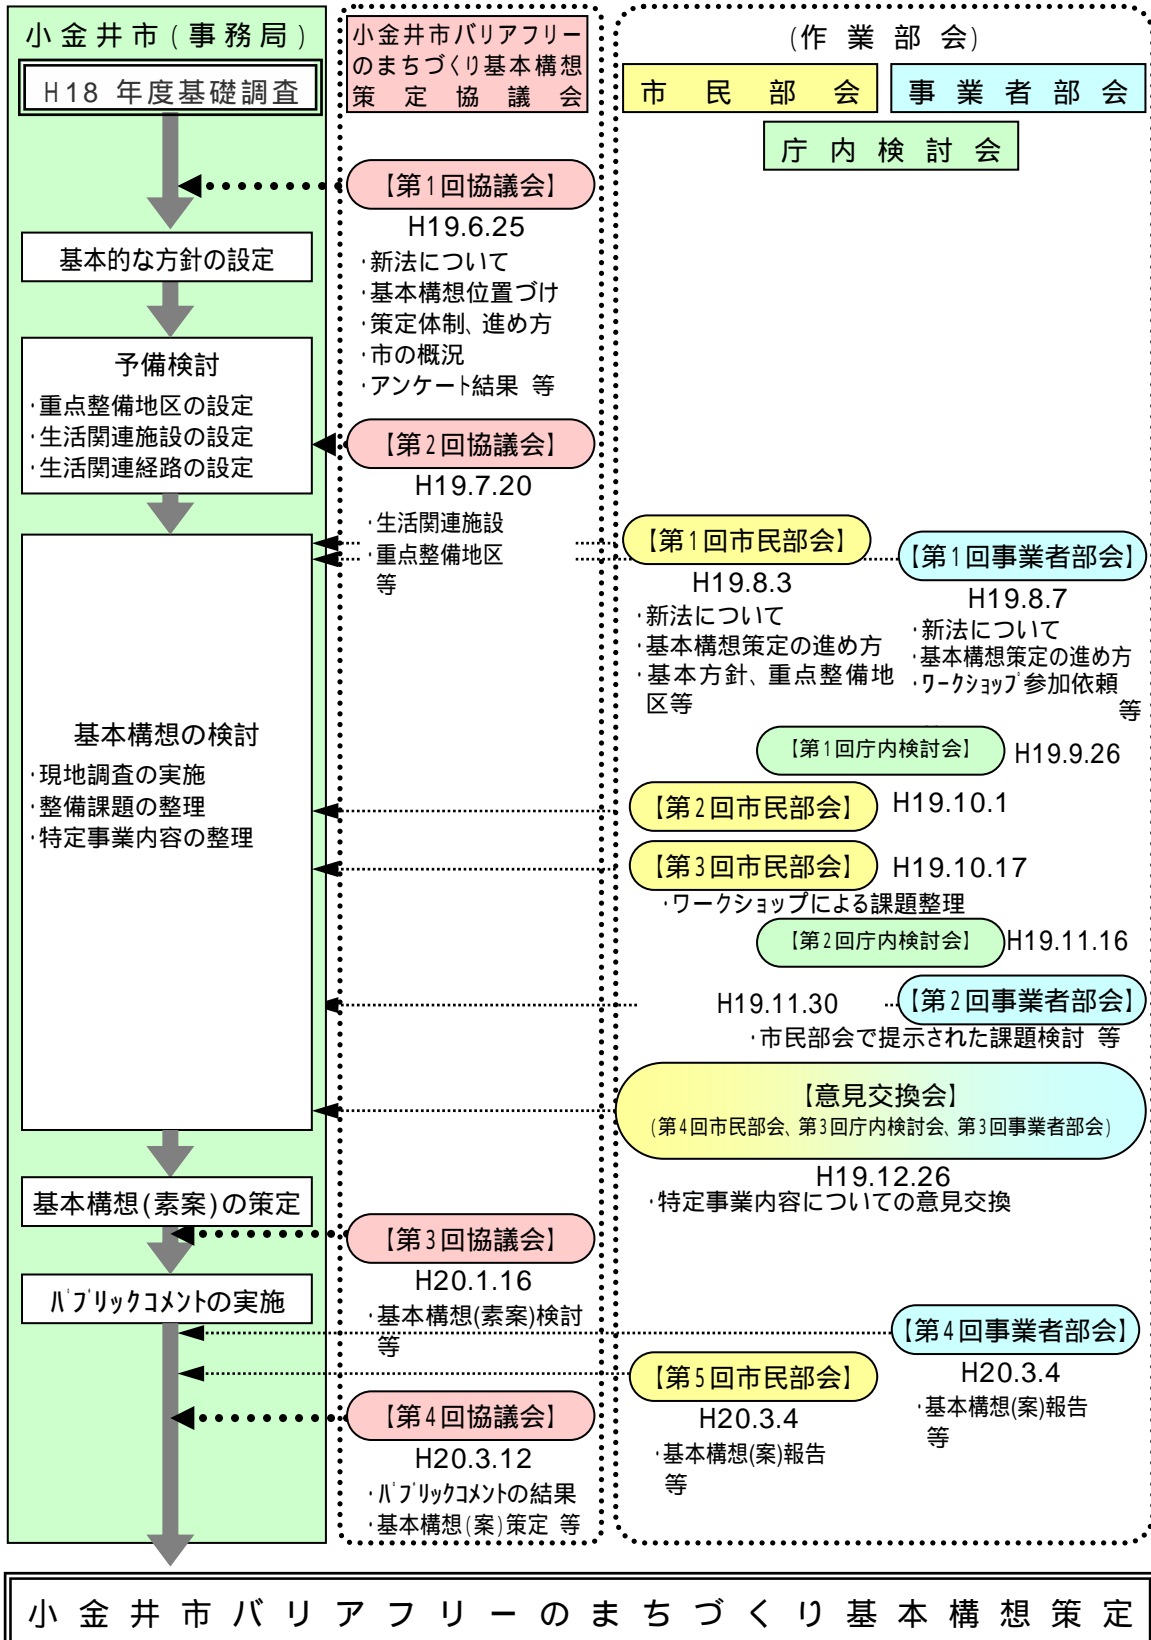 小金井市(事務局)
H18 年度基礎調査
基本的な方針の設定
予備検討
・重点整備地区の設定
・生活関連施設の設定
・生活関連経路の設定
基本構想の検討
・現地調査の実施
・整備課題の整理
・特定事業内容の整理
基本構想(素案)の策定
パブリックコメントの実施
小金井市バリアフリー
のまちづくり基本構想
策定協議会
【第1回協議会】
H19.6.25
・新法について
・基本構想位置づけ
・策定体制、進め方
・市の概況
・アンケート結果 等
【第2回協議会】
H19.7.20
・生活関連施設
・重点整備地区
等
【第3回協議会】
H20.1.16
・基本構想(素案)検討
等
【第4回協議会】
H20.3.12
・パブリックコメントの結果
・基本構想(案)策定 等
(作業部会)
市民部会
事業者部会
庁内検討会
【第1回市民部会】
H19.8.3
・新法について
・基本構想策定の進め方
・基本方針、重点整備地
区等
【第1回事業者部会】
H19.8.7
・新法について
・基本構想策定の進め方
・ワークショップ参加依頼
等
【第1回庁内検討会】 H19.9.26
【第2回市民部会】 H19.10.1
【第3回市民部会】 H19.10.17
・ワークショップによる課題整理
【第2回庁内検討会】 H19.11.16
H19.11.30 【第2回事業者部会】
・市民部会で提示された課題検討 等
【意見交換会】
(第4回市民部会、第3回庁内検討会、第3回事業者部会)
H19.12.26
・特定事業内容についての意見交換
【第4回事業者部会】
H20.3.4
・基本構想(案)報告
等
【第5回市民部会】
H20.3.4
・基本構想(案)報告
等
小金井市バリアフリーのまちづくり基本構想策定